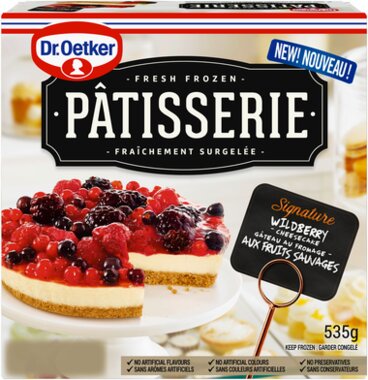 Dr.Oetker
NEW! NOUVEAU!
- FRESH FROZEN -
· PÂTISSERIE ·
- FRAÎCHEMENT SURGELÉE -
Signature
WILDBERRY
- CHEESECAKE -
GÂTEAU AU FROMAGE
AUX FRUITS SAUVAGES
535g
KEEP FROZEN : GARDER CONGELÉ
✓ NO ARTIFICIAL FLAVOURS ✓ NO ARTIFICIAL COLOURS ✓ NO PRESERVATIVES
✓ SANS ARÔMES ARTIFICIELS ✓ SANS COULEURS ARTIFICIELLES ✓ SANS CONSERVATEURS